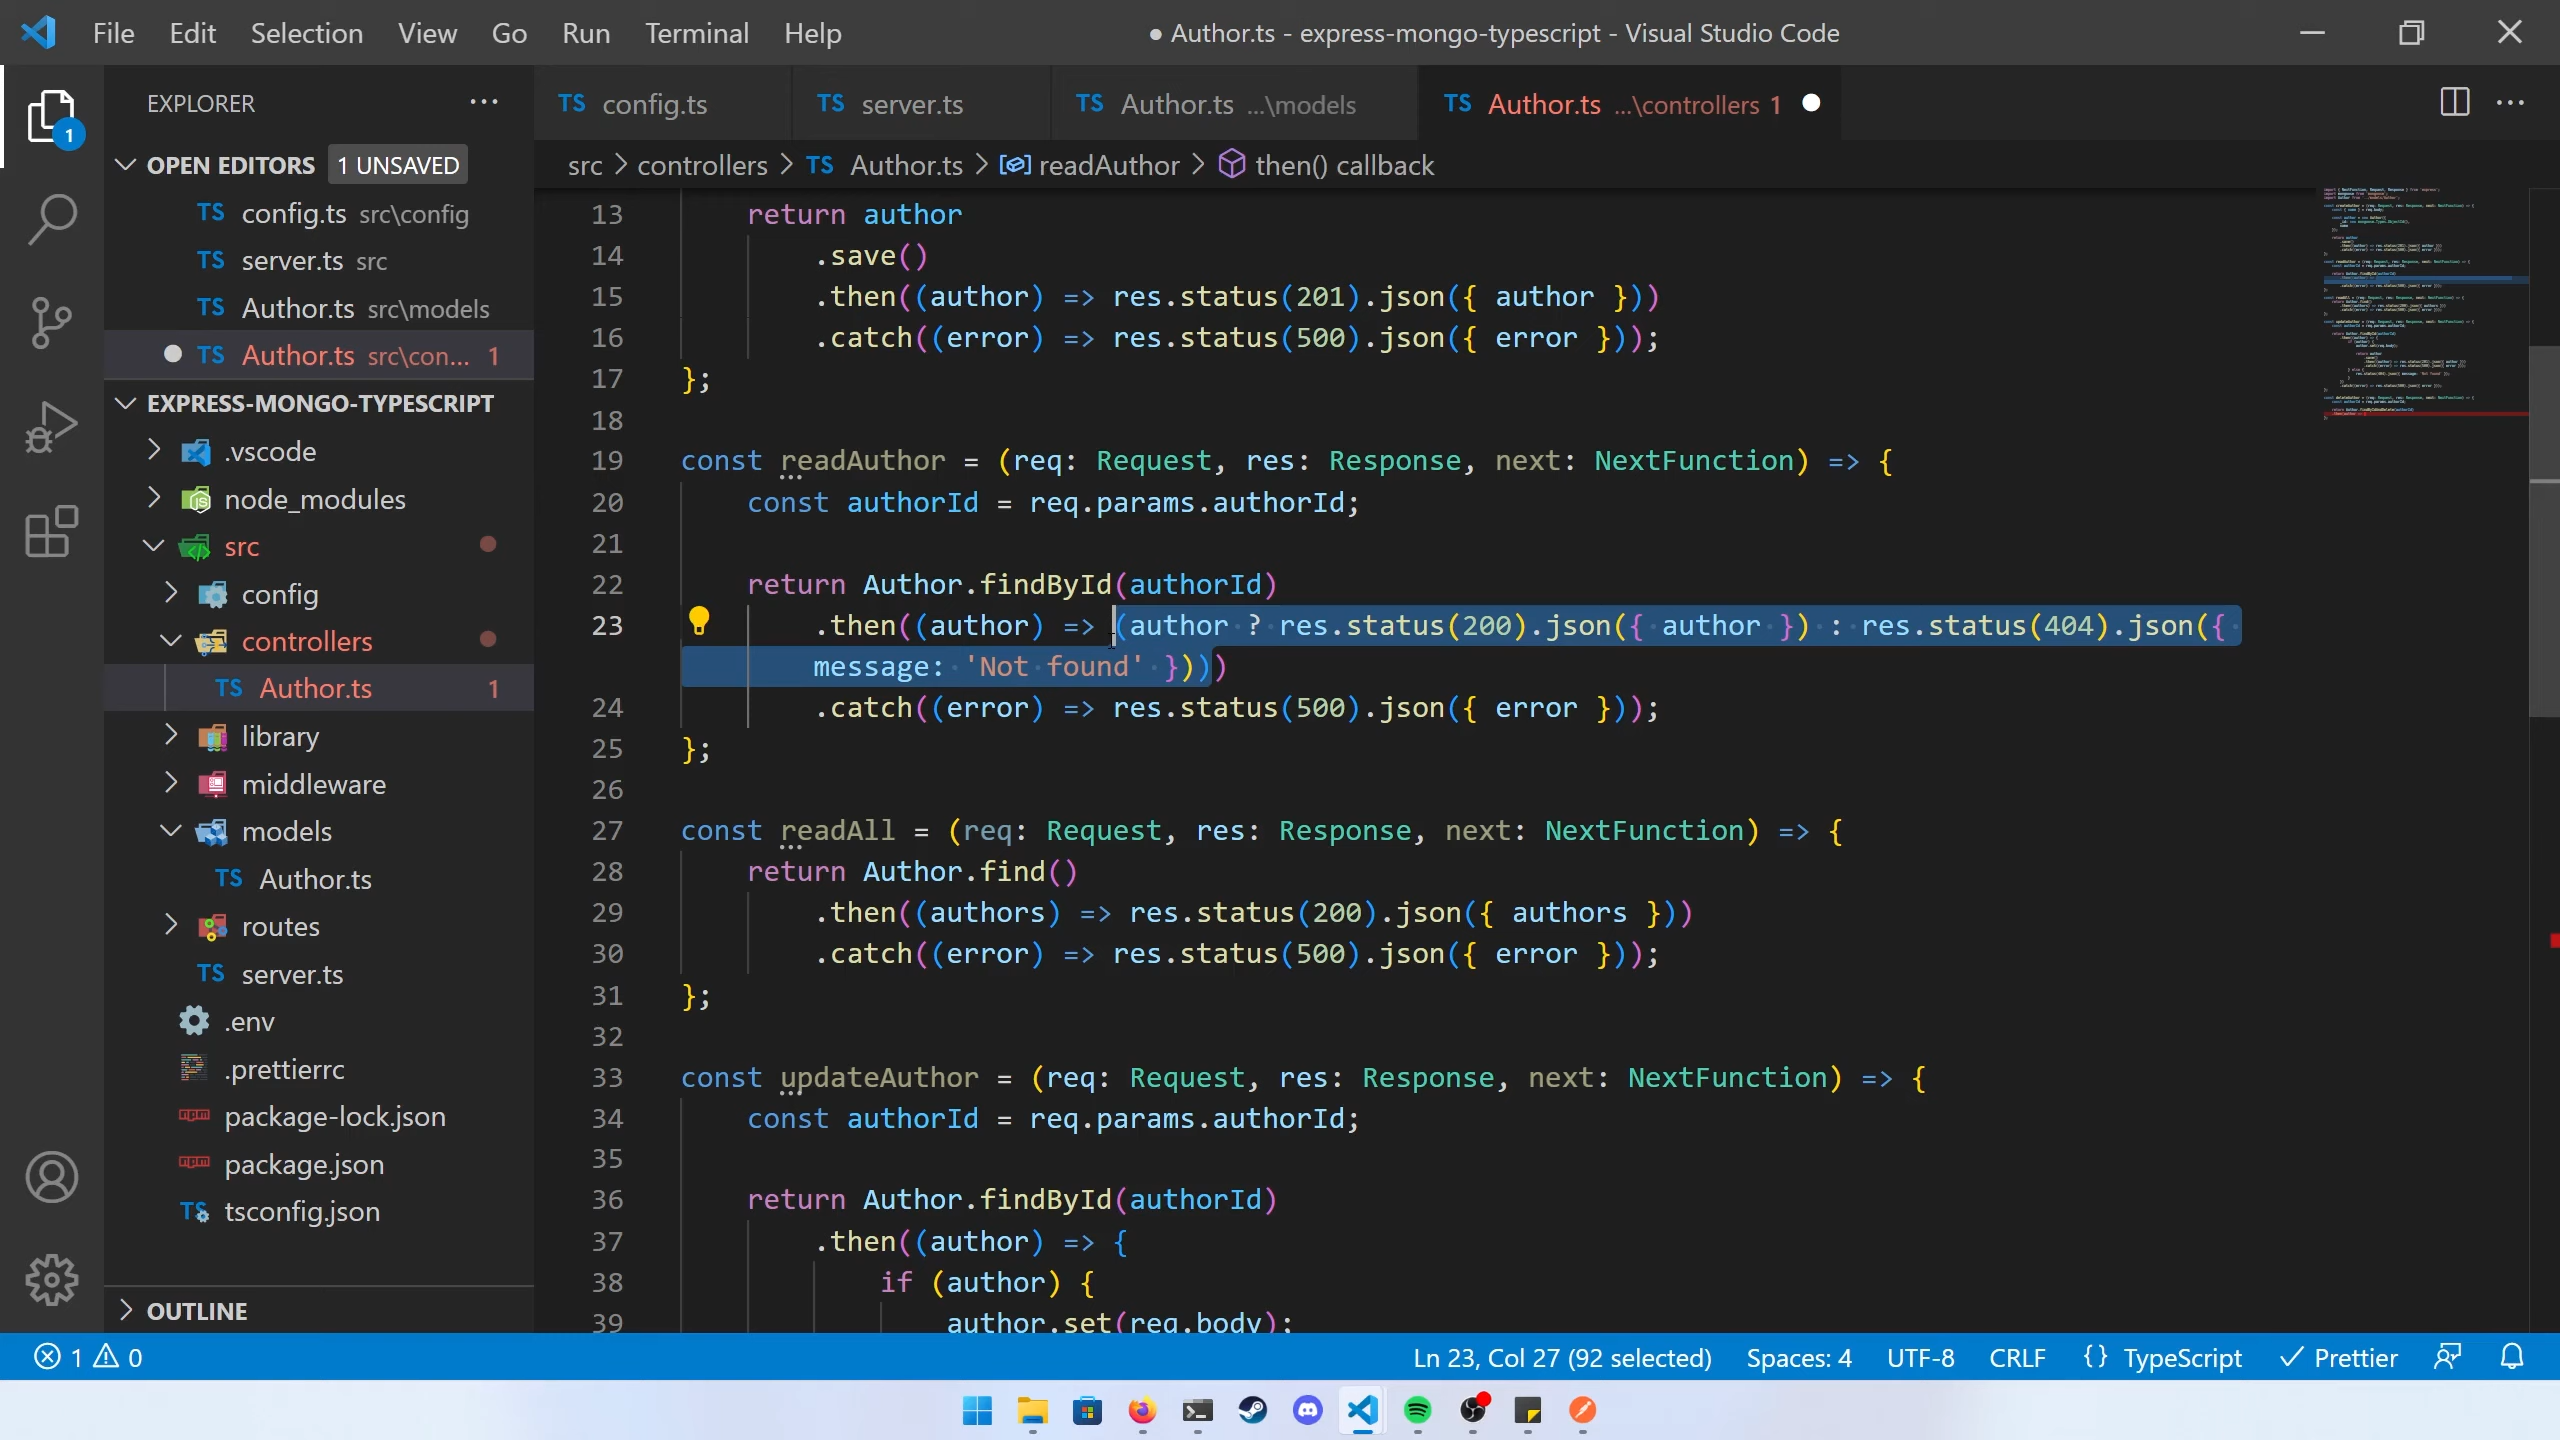 File Edit Selection View Go Run Terminal Help
● Author.ts - express-mongo-typescript - Visual Studio Code
EXPLORER
OPEN EDITORS 1 UNSAVED
TS config.ts src\config
TS server.ts src
TS Author.ts src\models
TS Author.ts src\con... 1
EXPRESS-MONGO-TYPESCRIPT
.vscode
node_modules
src
config
controllers
TS Author.ts 1
library
middleware
models
TS Author.ts
routes
TS server.ts
.env
.prettierrc
package-lock.json
package.json
TS tsconfig.json
OUTLINE
1
TS config.ts
TS server.ts
TS Author.ts ...\models
TS Author.ts ...\controllers 1
src > controllers > TS Author.ts > readAuthor > then() callback
13 return author
14 .save()
15 .then((author) => res.status(201).json({ author }))
16 .catch((error) => res.status(500).json({ error }));
17 };
18
19 const readAuthor = (req: Request, res: Response, next: NextFunction) => {
20 const authorId = req.params.authorId;
21
22 return Author.findById(authorId)
23 .then((author) => (author ? res.status(200).json({ author }) : res.status(404).json({
message: 'Not found' })))
24 .catch((error) => res.status(500).json({ error }));
25 };
26
27 const readAll = (req: Request, res: Response, next: NextFunction) => {
28 return Author.find()
29 .then((authors) => res.status(200).json({ authors }))
30 .catch((error) => res.status(500).json({ error }));
31 };
32
33 const updateAuthor = (req: Request, res: Response, next: NextFunction) => {
34 const authorId = req.params.authorId;
35
36 return Author.findById(authorId)
37 .then((author) => {
38 if (author) {
39 author.set(req.body);
1 0
Ln 23, Col 27 (92 selected) Spaces: 4 UTF-8 CRLF {} TypeScript Prettier